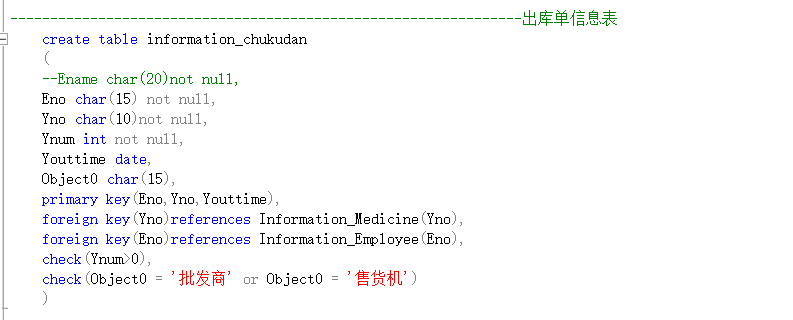 ------------------------------------------------------------出库单信息表
create table information_chukudan
(
--Ename char(20)not null,
Eno char(15) not null,
Yno char(10)not null,
Ynum int not null,
Youttime date,
Object0 char(15),
primary key(Eno,Yno,Youttime),
foreign key(Yno)references Information_Medicine(Yno),
foreign key(Eno)references Information_Employee(Eno),
check(Ynum>0),
check(Object0 = '批发商' or Object0 = '售货机')
)